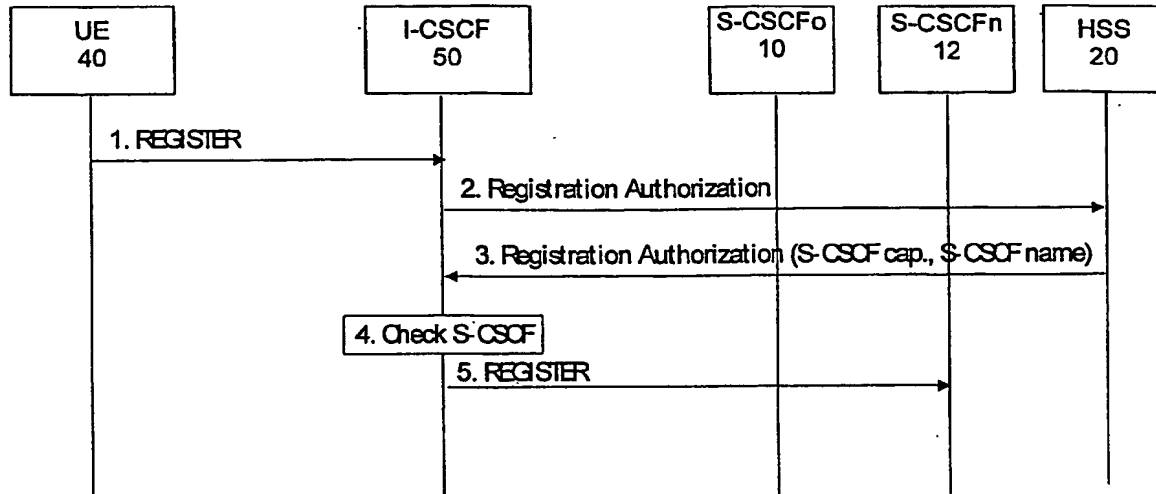 UE
40
I-CSCF
50
S-CSCFo
10
S-CSCFn
12
HSS
20
1. REGISTER
2. Registration Authorization
3. Registration Authorization (S-CSCF cap., S-CSCF name)
4. Check S-CSCF
5. REGISTER